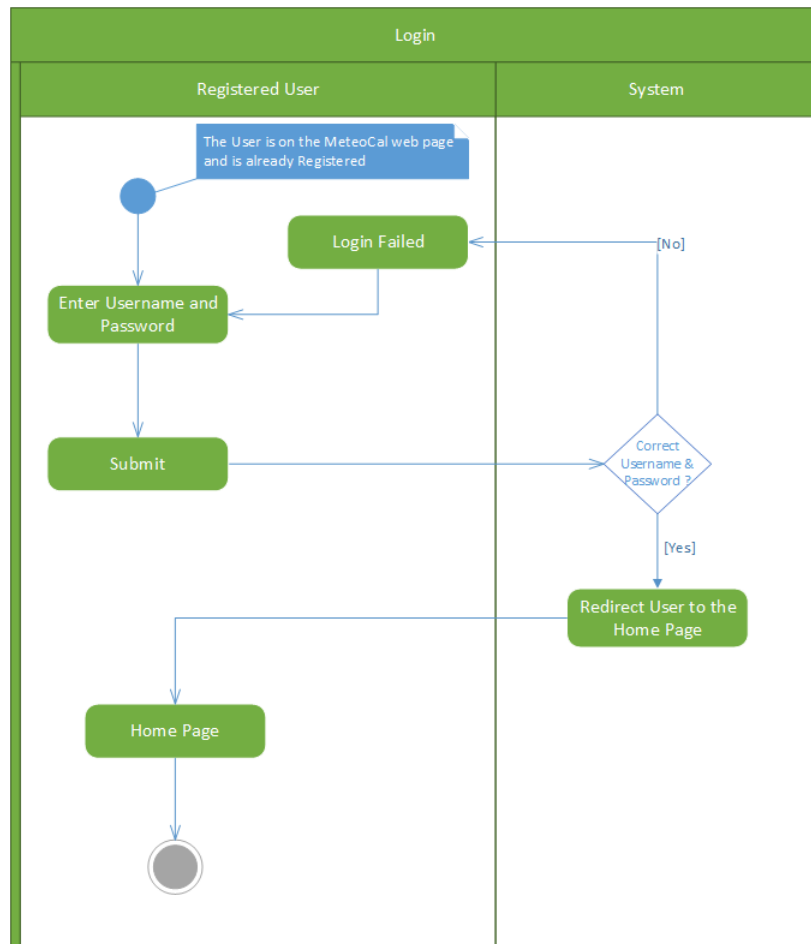 Login
Registered User
System
The User is on the MeteoCal web page
and is already Registered
Login Failed
[No]
Enter Username and
Password
Correct
Username &
Password ?
Submit
[Yes]
Redirect User to the
Home Page
Home Page